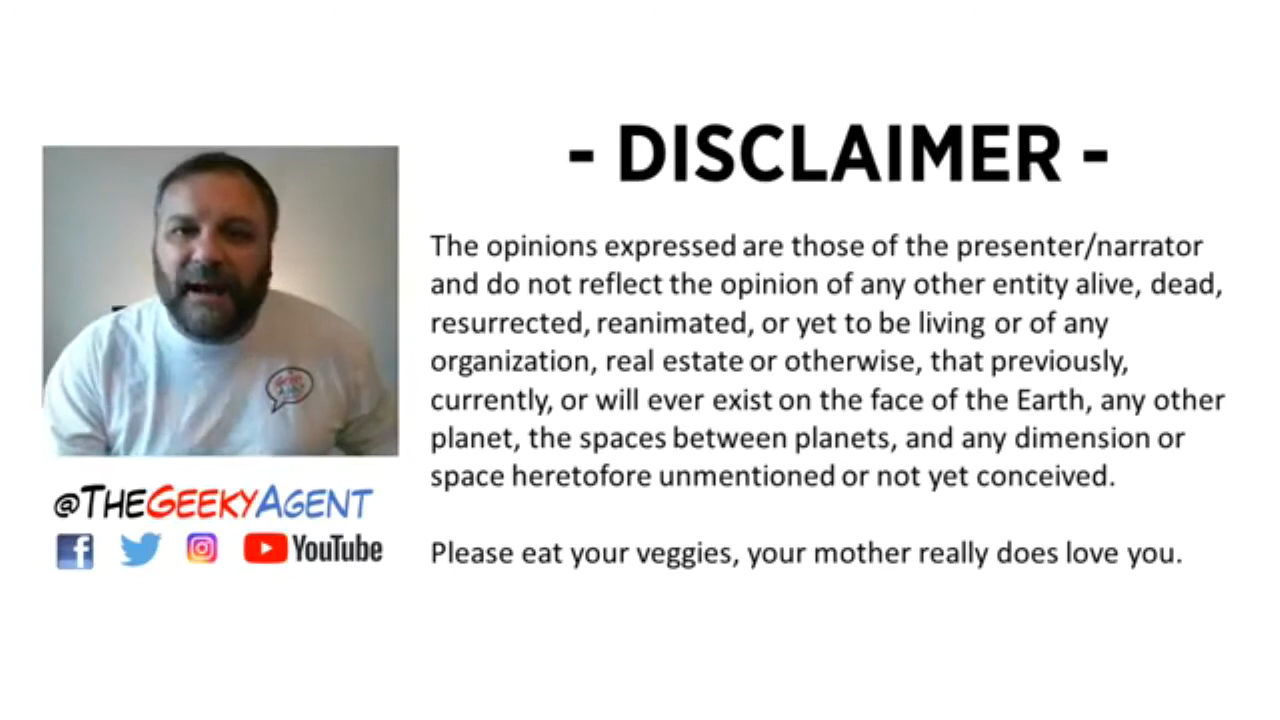 - DISCLAIMER -
The opinions expressed are those of the presenter/narrator
and do not reflect the opinion of any other entity alive, dead,
resurrected, reanimated, or yet to be living or of any
organization, real estate or otherwise, that previously,
currently, or will ever exist on the face of the Earth, any other
planet, the spaces between planets, and any dimension or
space heretofore unmentioned or not yet conceived.
Please eat your veggies, your mother really does love you.
@THEGEEKYAGENT
f
YouTube